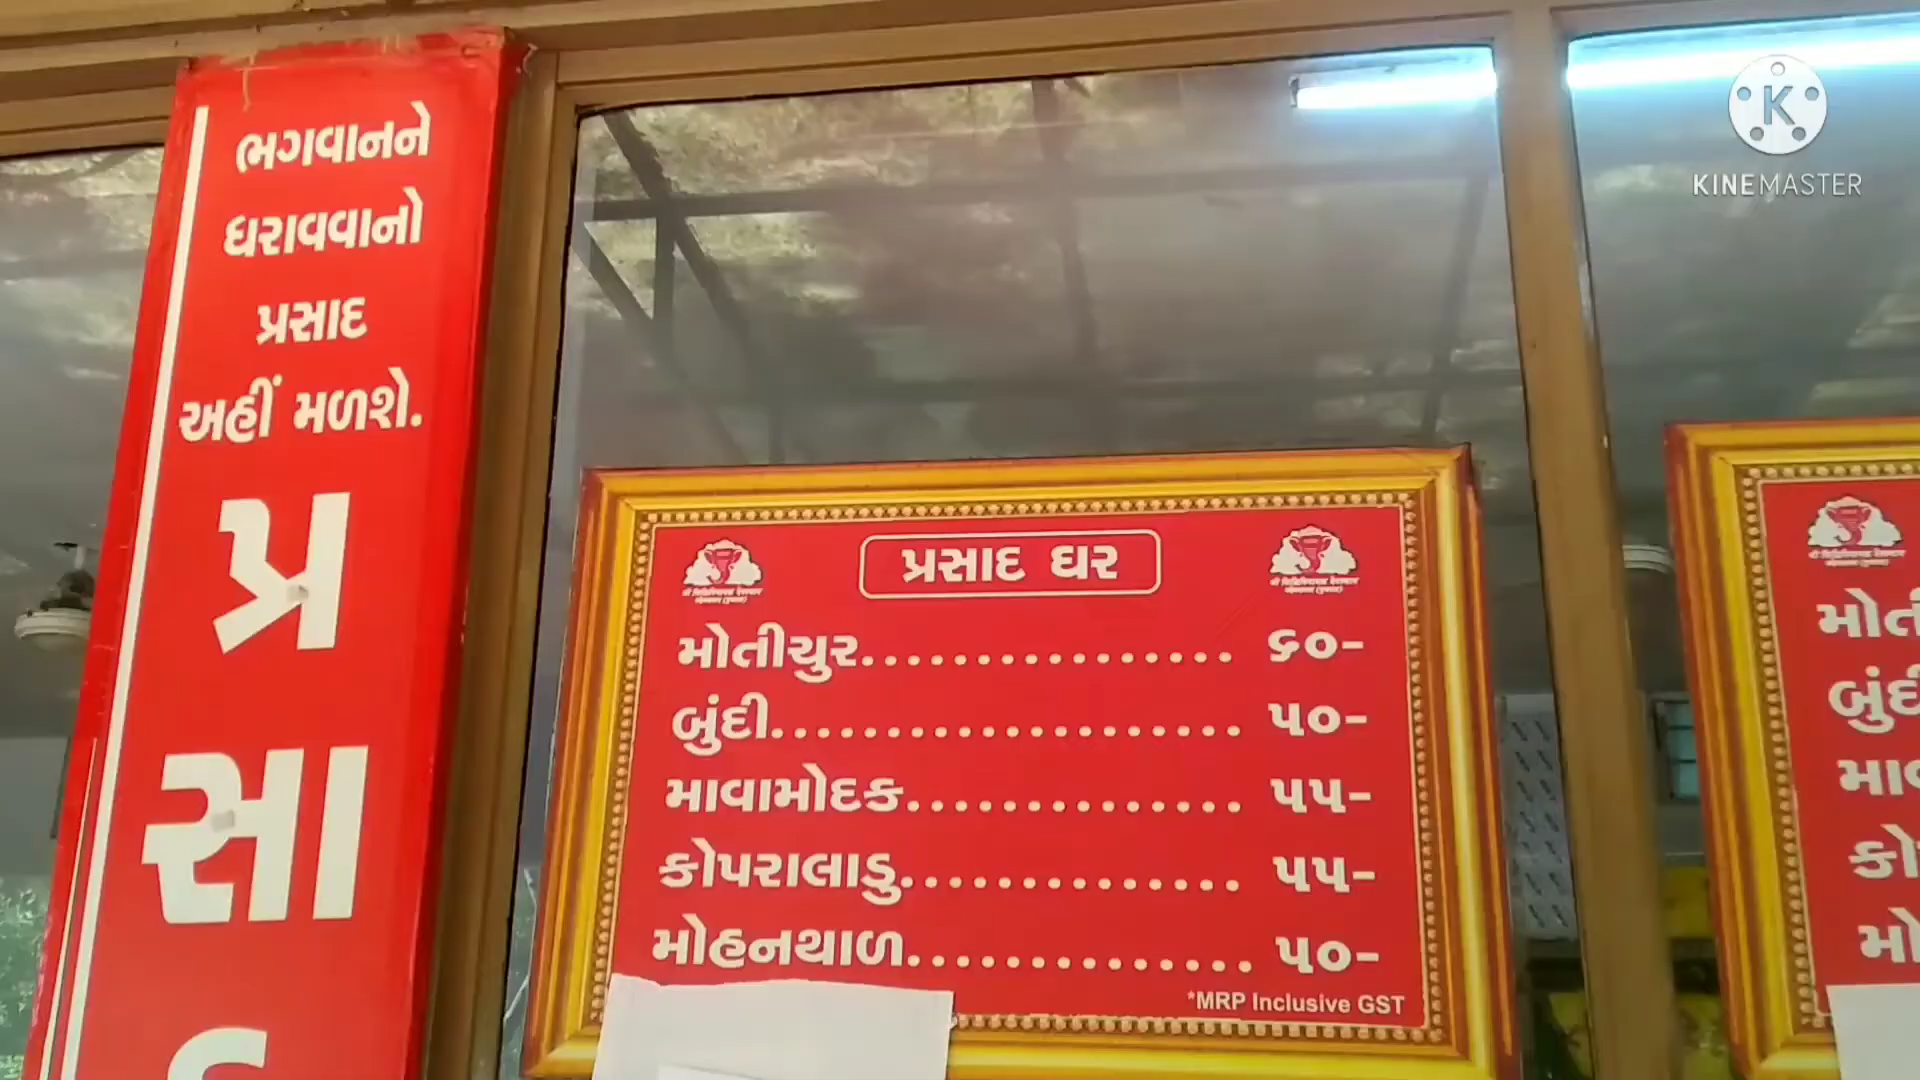 ભગવાનને
ધરાવવાનો
પ્રસાદ
અહીં મળશે.
પ્ર
સા
પ્રસાદ ઘર
મોતીચુર................ ૬૦-
બુંદી.................... ૫૦-
માવામોદક.............. ૫૫-
કોપરાલાડુ.............. ૫૫-
મોહનથાળ.............. ૫૦-
*MRP Inclusive GST
KINEMASTER